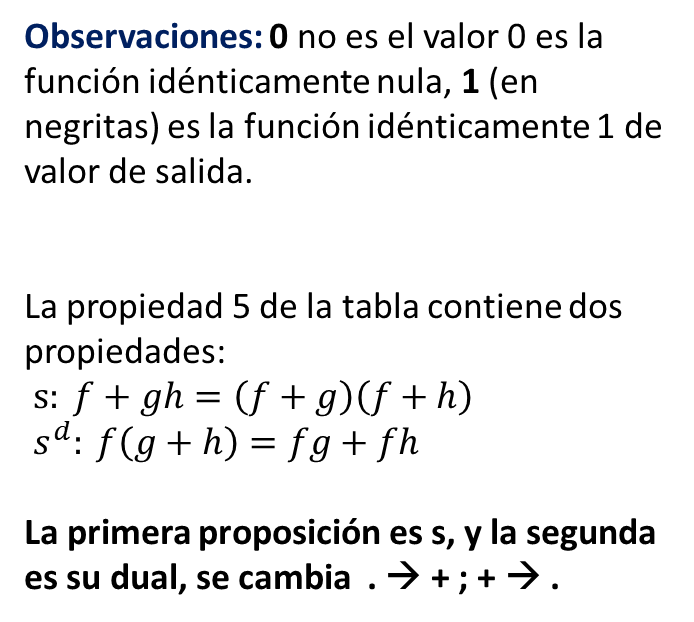 Observaciones: 0 no es el valor 0 es la
función idénticamente nula, 1 (en
negritas) es la función idénticamente 1 de
valor de salida.
La propiedad 5 de la tabla contiene dos
propiedades:
s: f + gh = (f + g)(f + h)
s^d: f(g + h) = fg + fh
La primera proposición es s, y la segunda
es su dual, se cambia . → + ; + → .